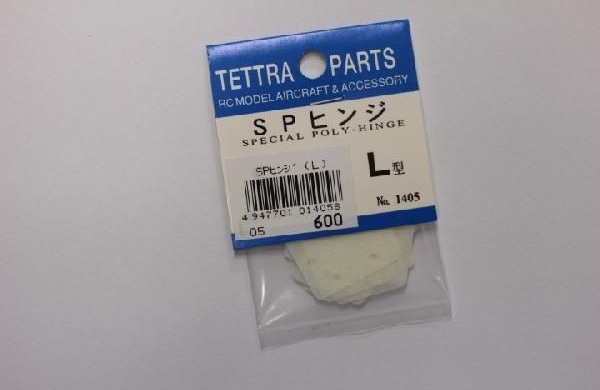 TETTRA PARTS
RC MODEL AIRCRAFT & ACCESSORY
SPヒンジ
SPECIAL POLY-HINGE
L型
No. 1405
SPヒンジ (L)
4 947701 014058
05 600